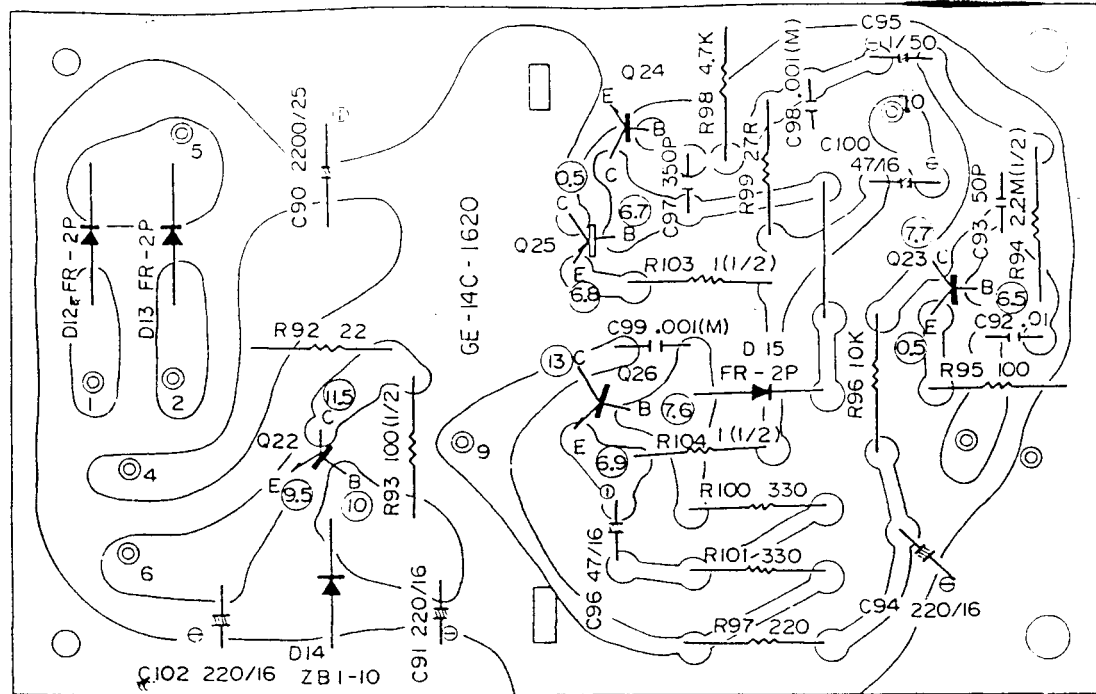 C95
1/50
Q24
R98 4.7K
C98 .001(M)
10
C90 2200/25
5
E
B
C
R99 27R
C100
47/16
C97 350P
0.5
6.7
C
B
Q25
E
6.8
7.7
C93 50P
R94 2.2M(1/2)
Q23
C
B
6.5
E
D12 FR-2P
D13 FR-2P
GE-14C-1620
R103 1(1/2)
C92 .01
0.5
R92 22
C99 .001(M)
D15
FR-2P
13
C
Q26
B
7.6
E
R96 10K
R95 100
1
2
11.5
C
Q22
E
9.5
B
10
R93 100(1/2)
9
R104 1(1/2)
6.9
4
R100 330
6
C96 47/16
R101-330
C91 220/16
C94 220/16
R97 220
D14
C102 220/16
ZB1-10